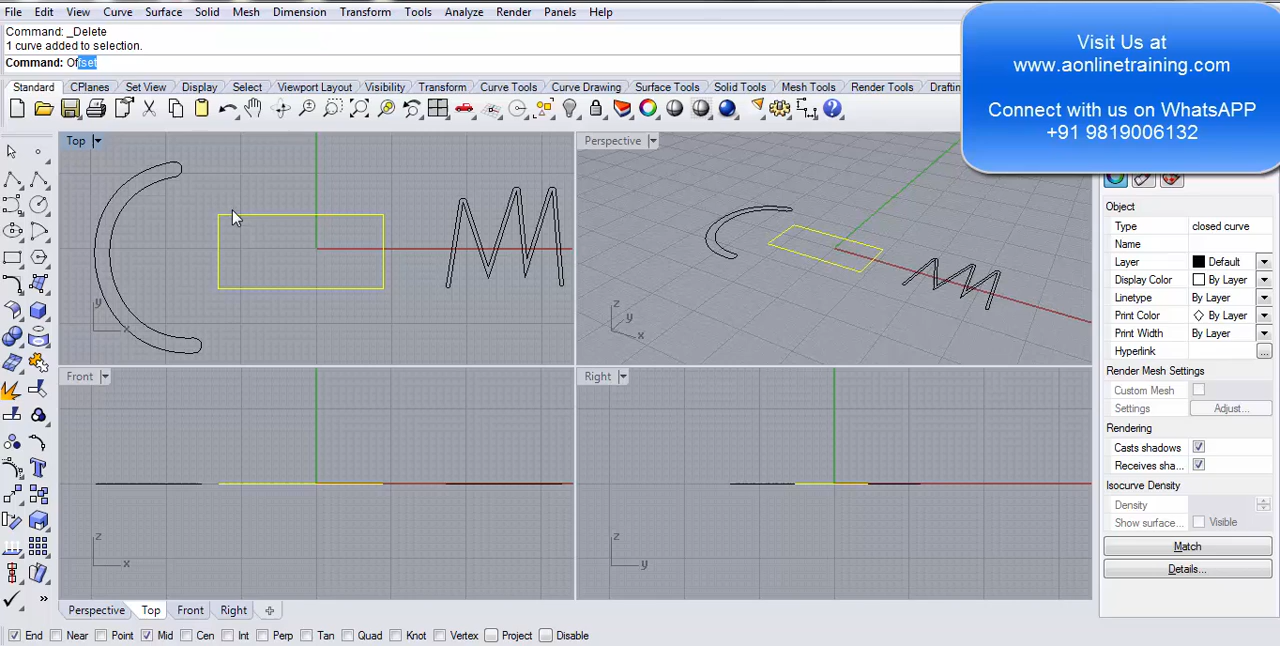 File Edit View Curve Surface Solid Mesh Dimension Transform Tools Analyze Render Panels Help
Command: _Delete
1 curve added to selection.
Command: Offset
Visit Us at
www.aonlinetraining.com
Connect with us on WhatsAPP
+91 9819006132
Standard CPlanes Set View Display Select Viewport Layout Visibility Transform Curve Tools Curve Drawing Surface Tools Solid Tools Mesh Tools Render Tools Drafting
Top
y
x
Perspective
z
y
x
Front
z
x
Right
z
y
Object
Type closed curve
Name
Layer Default
Display Color By Layer
Linetype By Layer
Print Color By Layer
Print Width By Layer
Hyperlink ...
Render Mesh Settings
Custom Mesh
Settings Adjust...
Rendering
Casts shadows
Receives sha...
Isocurve Density
Density
Show surface... Visible
Match
Details...
Perspective Top Front Right
End Near Point Mid Cen Int Perp Tan Quad Knot Vertex Project Disable